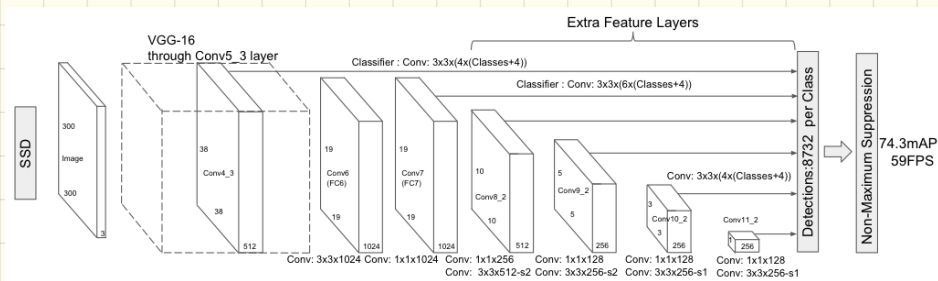 Extra Feature Layers
VGG-16
through Conv5_3 layer
Classifier : Conv: 3x3x(4x(Classes+4))
Classifier : Conv: 3x3x(6x(Classes+4))
SSD
300
Image
300
3
38
Conv4_3
38
512
19
Conv6
(FC6)
19
1024
19
Conv7
(FC7)
19
1024
10
Conv8_2
10
512
5
Conv9_2
5
256
Conv: 3x3x(4x(Classes+4))
3
Conv10_2
3
256
Conv11_2
1
256
Detections:8732 per Class
Non-Maximum Suppression
74.3mAP
59FPS
Conv: 3x3x1024
Conv: 1x1x1024
Conv: 1x1x256
Conv: 3x3x512-s2
Conv: 1x1x128
Conv: 3x3x256-s2
Conv: 1x1x128
Conv: 3x3x256-s1
Conv: 1x1x128
Conv: 3x3x256-s1